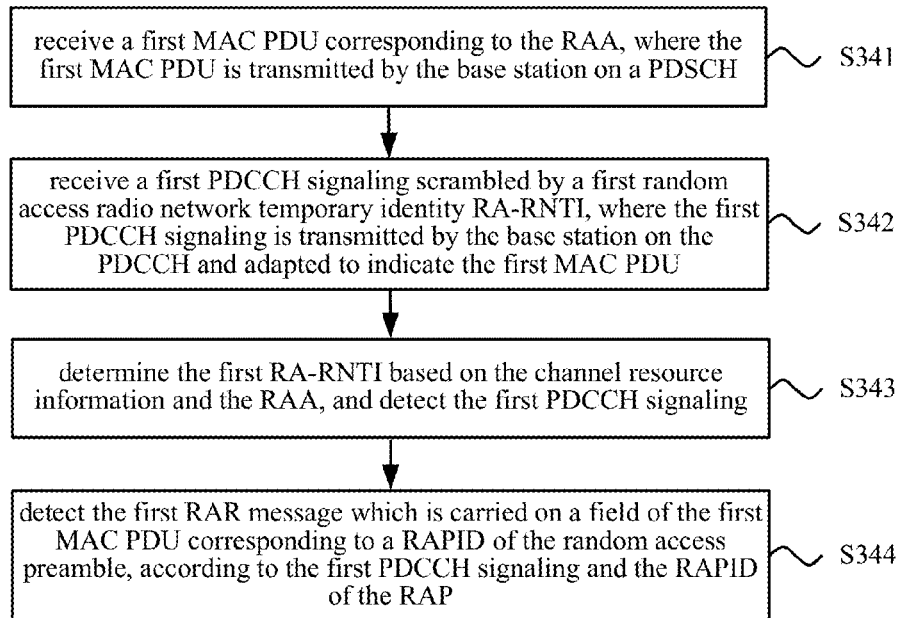 receive a first MAC PDU corresponding to the RAA, where the
first MAC PDU is transmitted by the base station on a PDSCH
S341
receive a first PDCCH signaling scrambled by a first random
access radio network temporary identity RA-RNTI, where the first
PDCCH signaling is transmitted by the base station on the
PDCCH and adapted to indicate the first MAC PDU
S342
determine the first RA-RNTI based on the channel resource
information and the RAA, and detect the first PDCCH signaling
S343
detect the first RAR message which is carried on a field of the first
MAC PDU corresponding to a RAPID of the random access
preamble, according to the first PDCCH signaling and the RAPID
of the RAP
S344